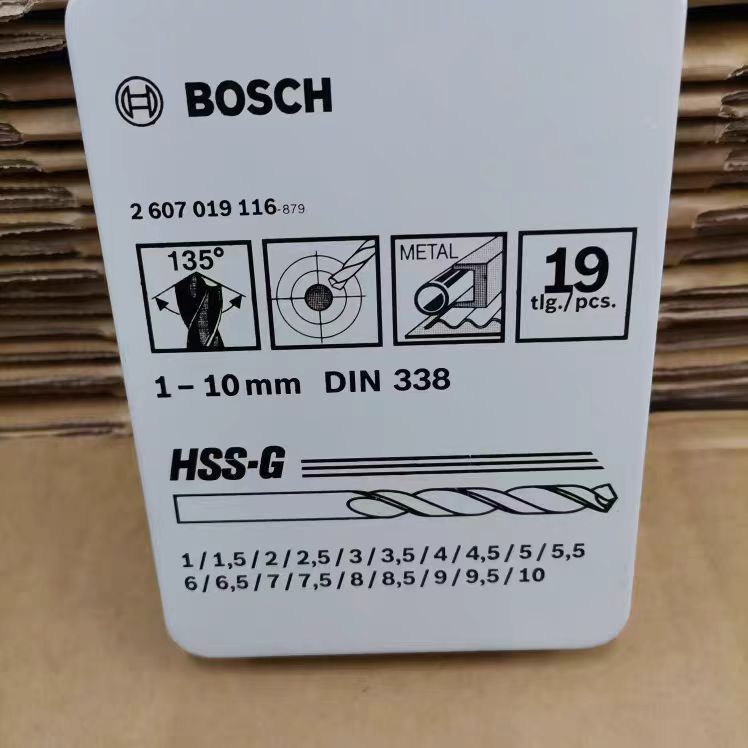 BOSCH
2 607 019 116-879
135°
METAL
19
tlg./pcs.
1 – 10 mm DIN 338
HSS-G
1 / 1,5 / 2 / 2,5 / 3 / 3,5 / 4 / 4,5 / 5 / 5,5
6 / 6,5 / 7 / 7,5 / 8 / 8,5 / 9 / 9,5 / 10